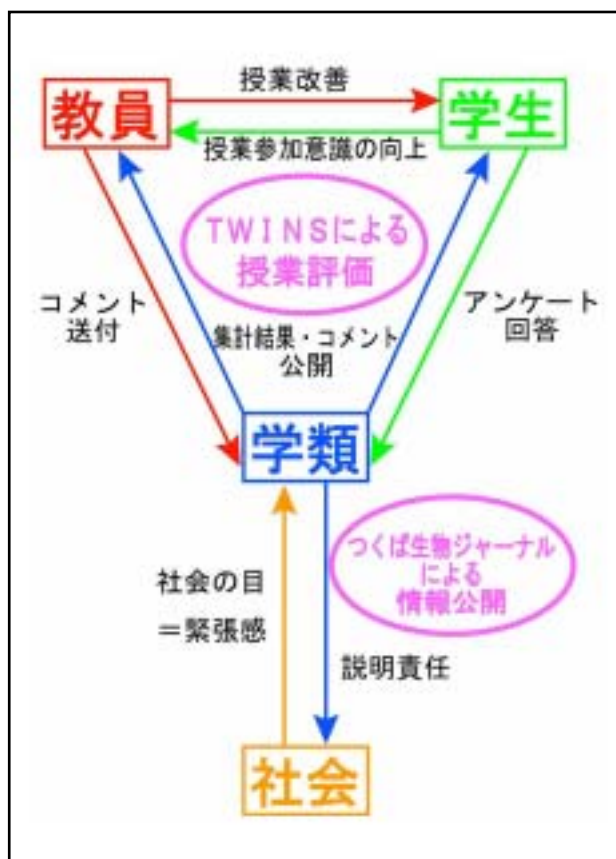 授業改善
教員
学生
授業参加意識の向上
TWINSによる
授業評価
コメント
送付
アンケート
回答
集計結果・コメント
公開
学類
つくば生物ジャーナル
による
情報公開
社会の目
=緊張感
説明責任
社会